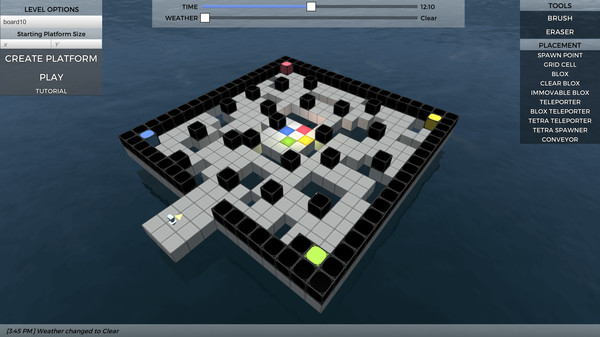 LEVEL OPTIONS
board10
Starting Platform Size
X Y
CREATE PLATFORM
PLAY
TUTORIAL
TIME 12:10
WEATHER Clear
TOOLS
BRUSH
ERASER
PLACEMENT
SPAWN POINT
GRID CELL
BLOX
CLEAR BLOX
IMMOVABLE BLOX
TELEPORTER
BLOX TELEPORTER
TETRA TELEPORTER
TETRA SPAWNER
CONVEYOR
[3:45 PM] Weather changed to Clear